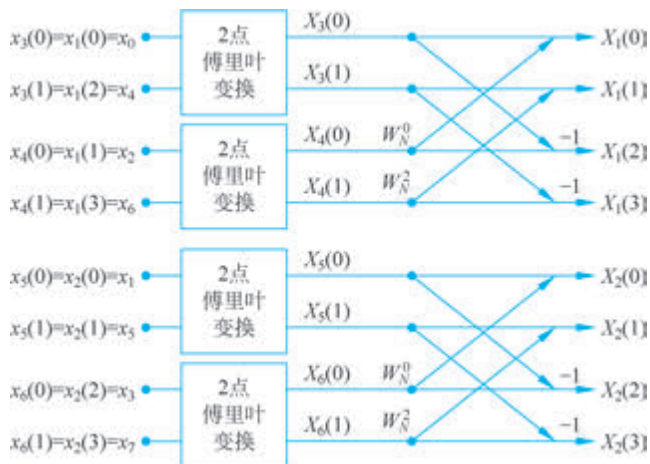 x₃(0)=x₁(0)=x₀
2点
傅里叶
变换
X₃(0)
X₁(0)
x₃(1)=x₁(2)=x₄
X₃(1)
X₁(1)
x₄(0)=x₁(1)=x₂
2点
傅里叶
变换
X₄(0)
W_N^0
-1
X₁(2)
x₄(1)=x₁(3)=x₆
X₄(1)
W_N^2
-1
X₁(3)
x₅(0)=x₂(0)=x₁
2点
傅里叶
变换
X₅(0)
X₂(0)
x₅(1)=x₂(1)=x₅
X₅(1)
X₂(1)
x₆(0)=x₂(2)=x₃
2点
傅里叶
变换
X₆(0)
W_N^0
-1
X₂(2)
x₆(1)=x₂(3)=x₇
X₆(1)
W_N^2
-1
X₂(3)